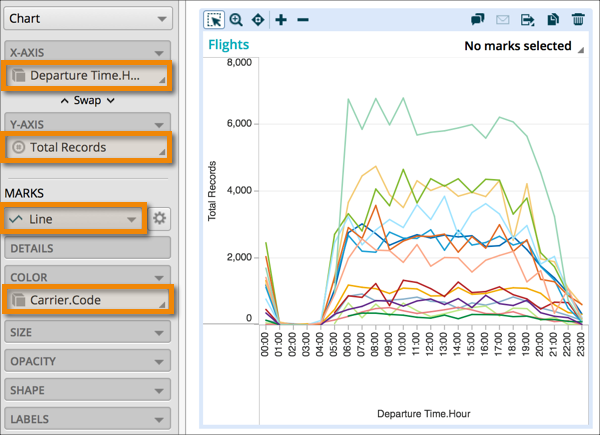 Chart
X-AXIS
Departure Time.H...
Swap
Y-AXIS
Total Records
MARKS
Line
DETAILS
COLOR
Carrier.Code
SIZE
OPACITY
SHAPE
LABELS
Flights
No marks selected
Total Records
8,000
6,000
4,000
2,000
0
00:00
01:00
02:00
03:00
04:00
05:00
06:00
07:00
08:00
09:00
10:00
11:00
12:00
13:00
14:00
15:00
16:00
17:00
18:00
19:00
20:00
21:00
22:00
23:00
Departure Time.Hour